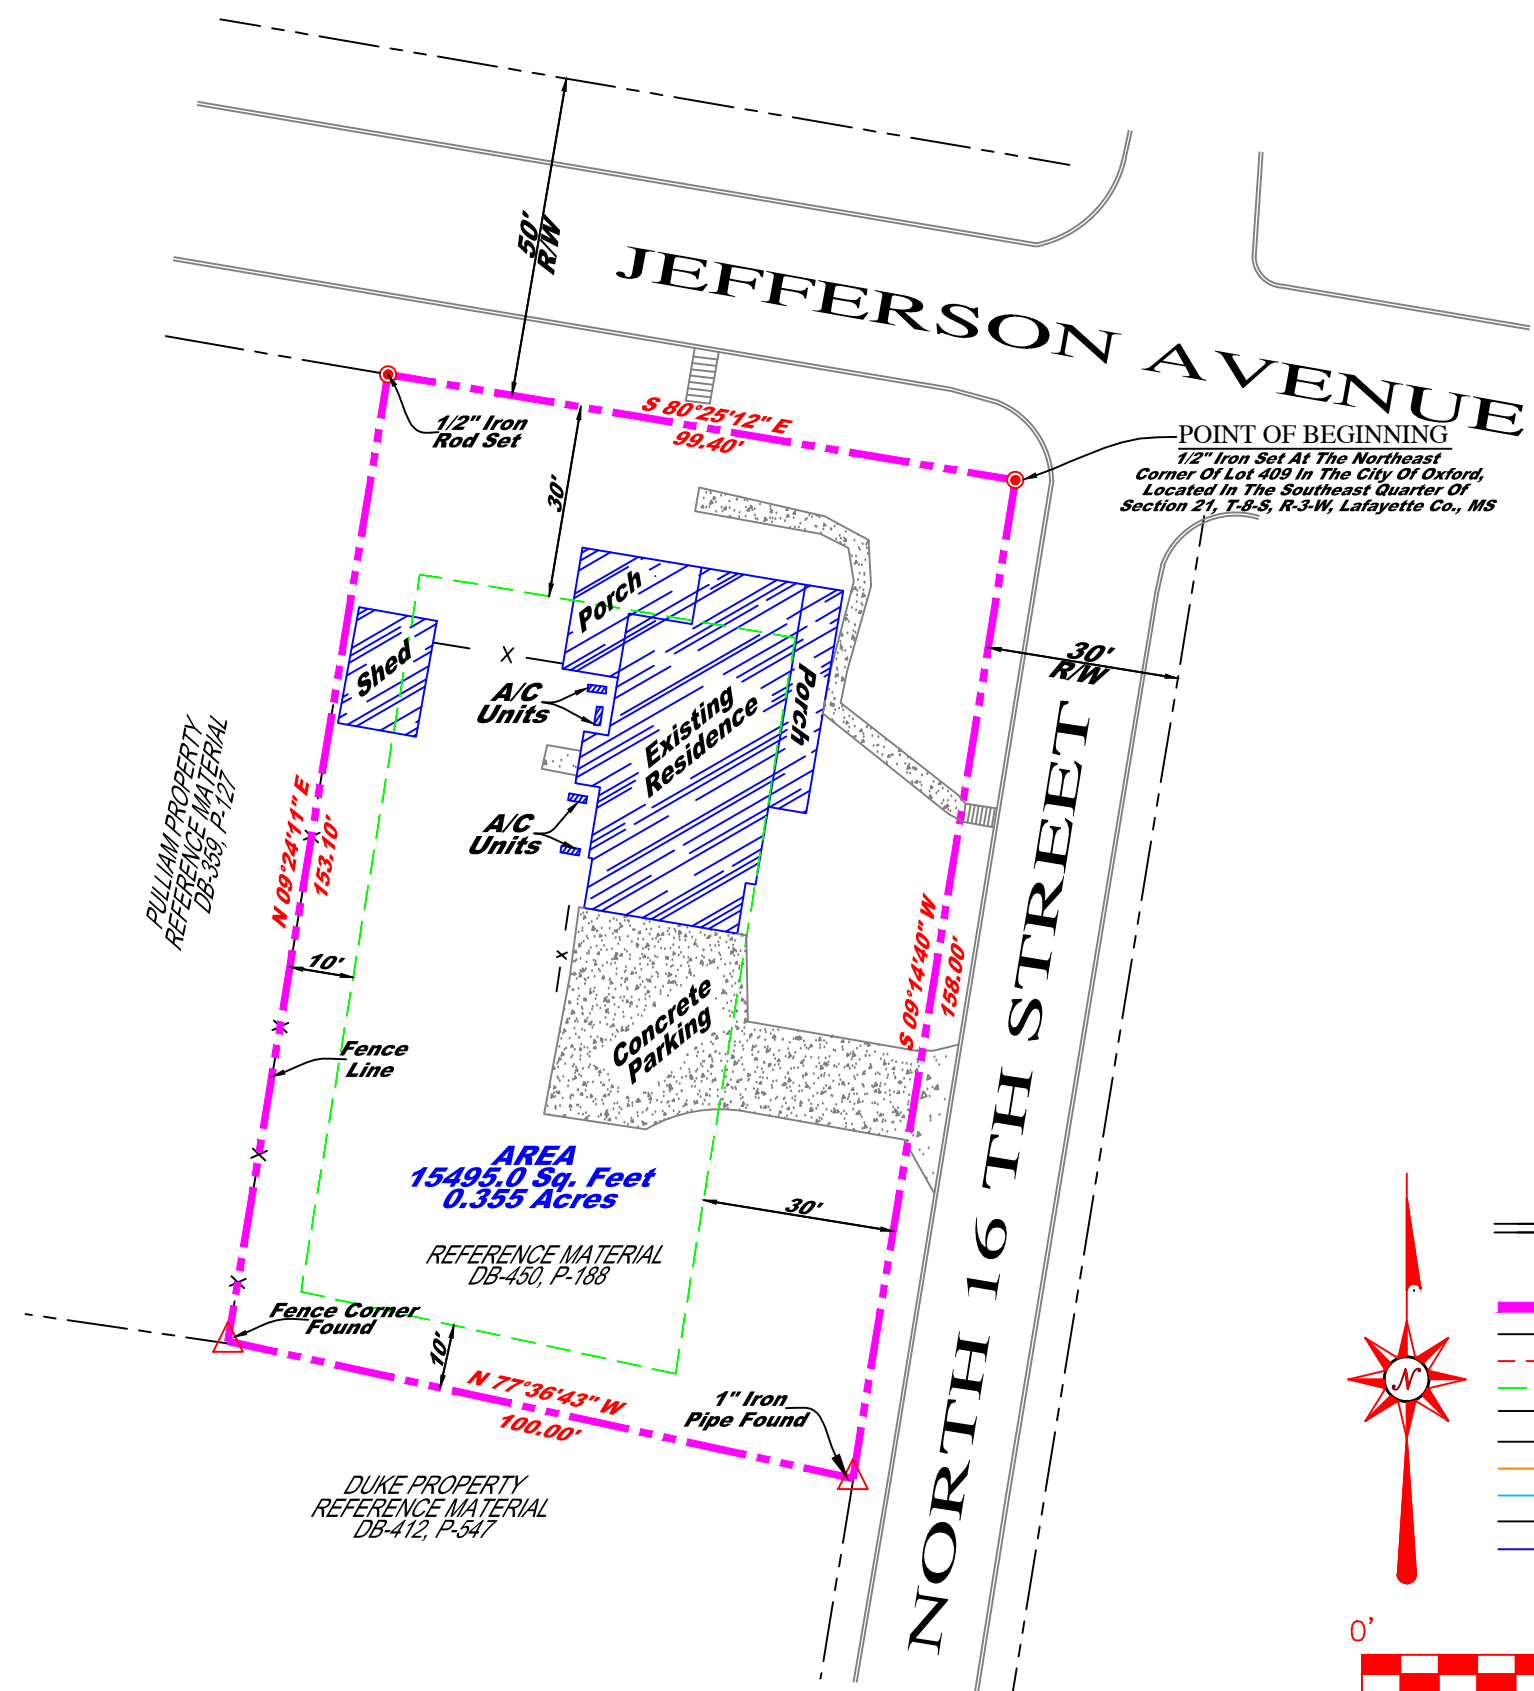 50'
R/W
JEFFERSON AVENUE
1/2" Iron
Rod Set
S 80°25'12" E
99.40'
POINT OF BEGINNING
1/2" Iron Set At The Northeast
Corner Of Lot 409 In The City Of Oxford,
Located In The Southeast Quarter Of
Section 21, T-8-S, R-3-W, Lafayette Co., MS
30'
Porch
Shed
X
A/C
Units
Existing
Residence
Porch
30'
R/W
PULLIAM PROPERTY
REFERENCE MATERIAL
DB-359, P-127
N 09°24'11" E
153.10'
X
A/C
Units
S 09°14'40" W
158.00'
NORTH 16 TH STREET
10'
X
X
Concrete
Parking
Fence
Line
X
AREA
15495.0 Sq. Feet
0.355 Acres
30'
REFERENCE MATERIAL
DB-450, P-188
X
Fence Corner
Found
10'
N 77°36'43" W
100.00'
1" Iron
Pipe Found
N
DUKE PROPERTY
REFERENCE MATERIAL
DB-412, P-547
0'